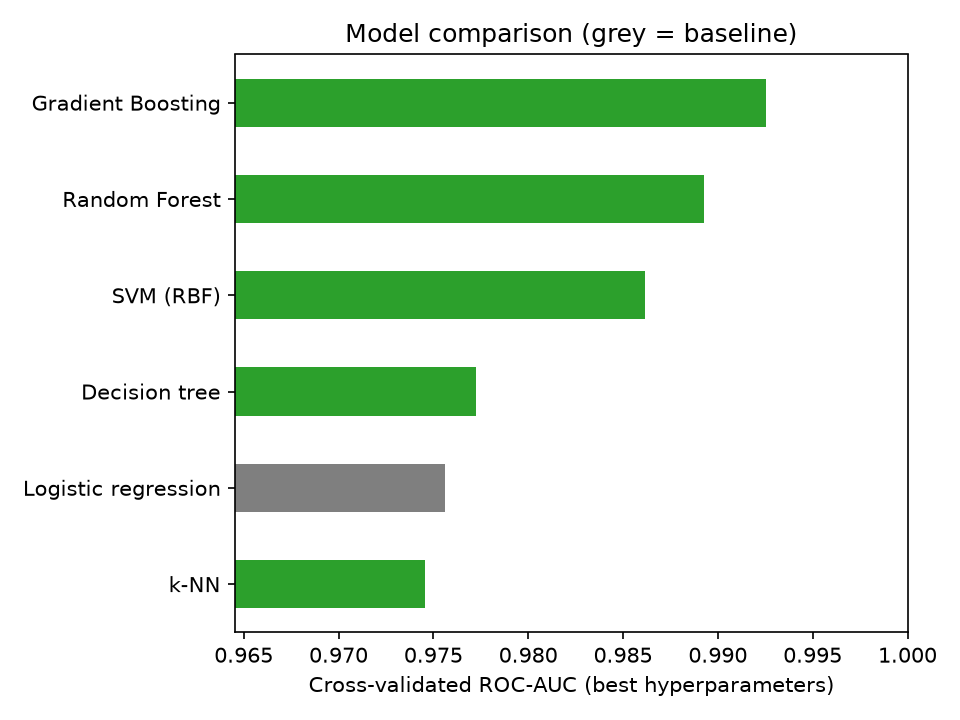 Model comparison (grey = baseline)
Gradient Boosting
Random Forest
SVM (RBF)
Decision tree
Logistic regression
k-NN
0.965 0.970 0.975 0.980 0.985 0.990 0.995 1.000
Cross-validated ROC-AUC (best hyperparameters)